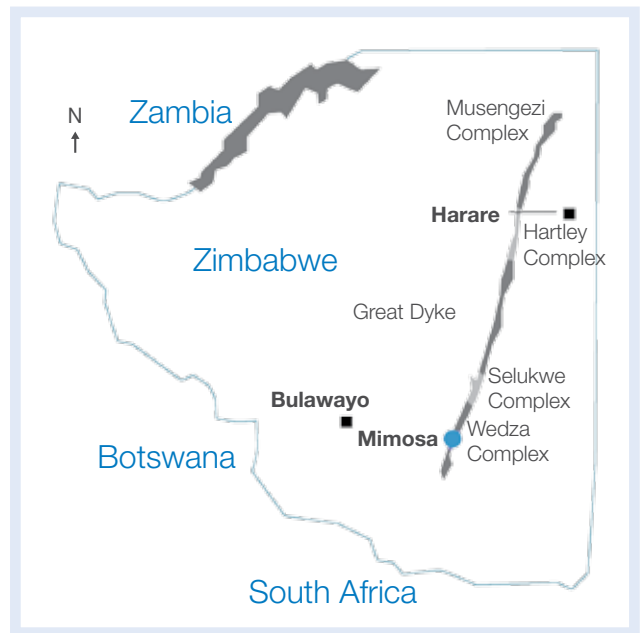 Zambia
N
Musengezi
Complex
Harare
Hartley
Complex
Zimbabwe
Great Dyke
Selukwe
Complex
Bulawayo
Mimosa
Wedza
Complex
Botswana
South Africa